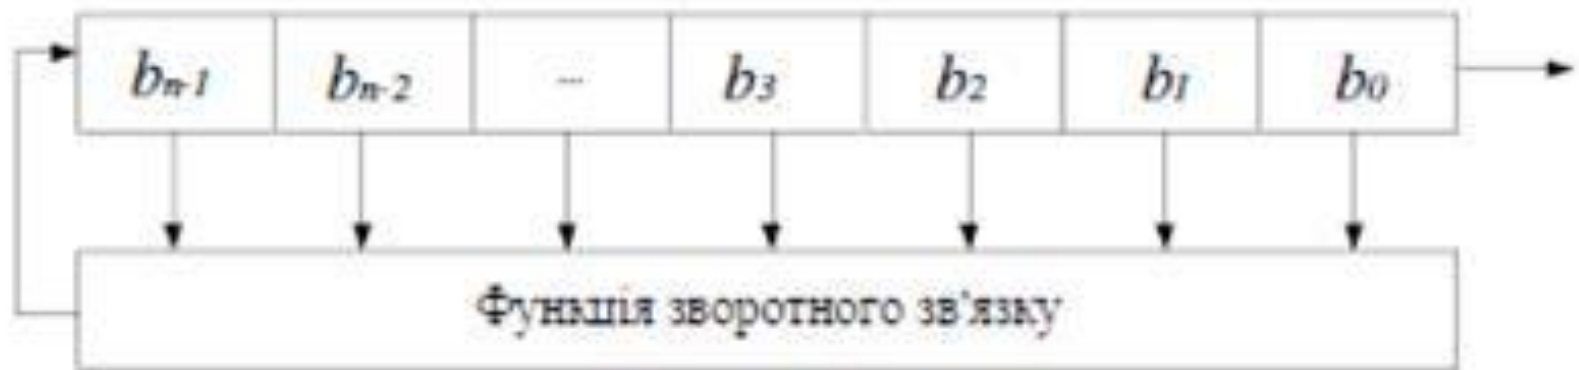 bn-1 bn-2 ... b3 b2 b1 b0
Функція зворотного зв'язку